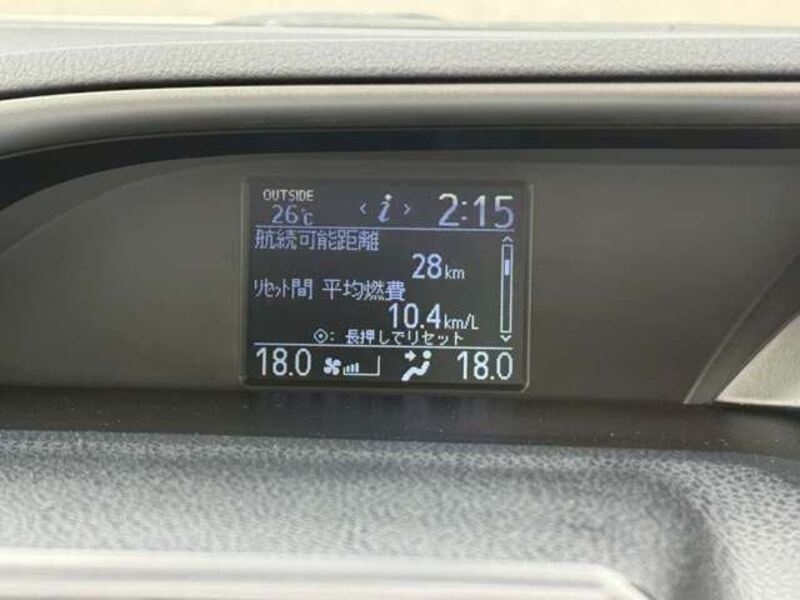 OUTSIDE
26℃ < i > 2:15
航続可能距離
28km
リセット間 平均燃費
10.4km/L
: 長押しでリセット
18.0 18.0